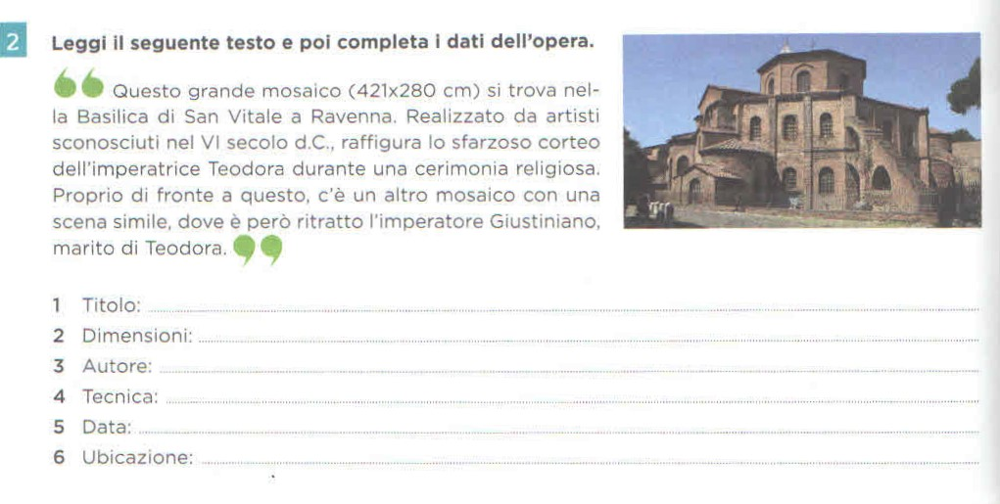 2 Leggi il seguente testo e poi completa i dati dell'opera.
Questo grande mosaico (421x280 cm) si trova nel-
la Basilica di San Vitale a Ravenna. Realizzato da artisti
sconosciuti nel VI secolo d.C., raffigura lo sfarzoso corteo
dell'imperatrice Teodora durante una cerimonia religiosa.
Proprio di fronte a questo, c'è un altro mosaico con una
scena simile, dove è però ritratto l'imperatore Giustiniano,
marito di Teodora.
1 Titolo:
2 Dimensioni:
3 Autore:
4 Tecnica:
5 Data:
6 Ubicazione: